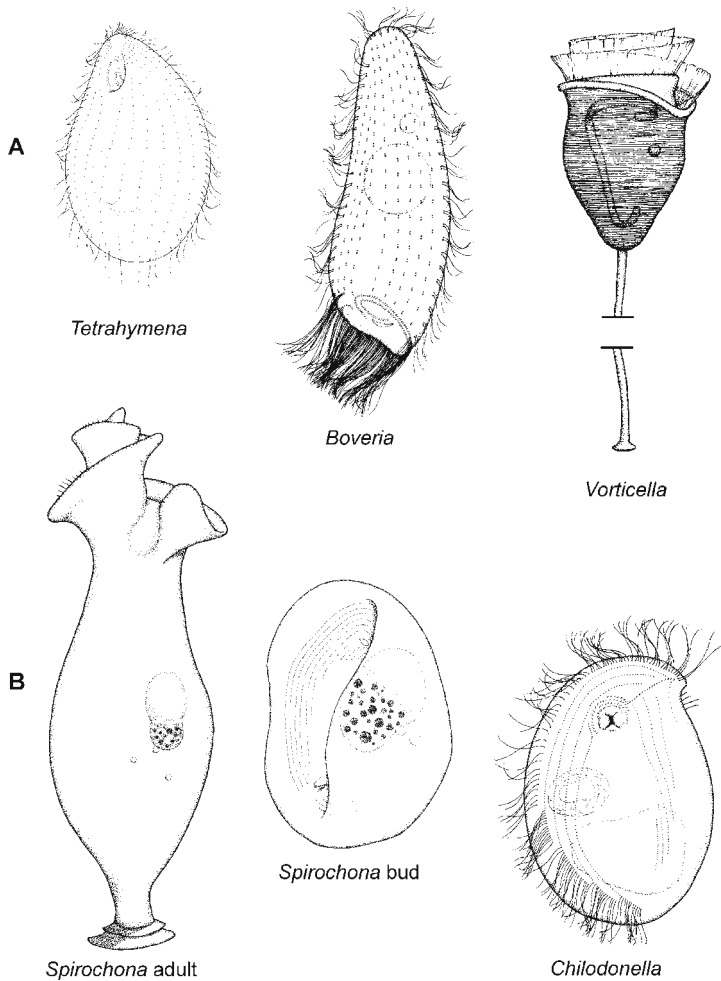 A
Tetrahymena
Boveria
Vorticella
B
Spirochona bud
Spirochona adult
Chilodonella